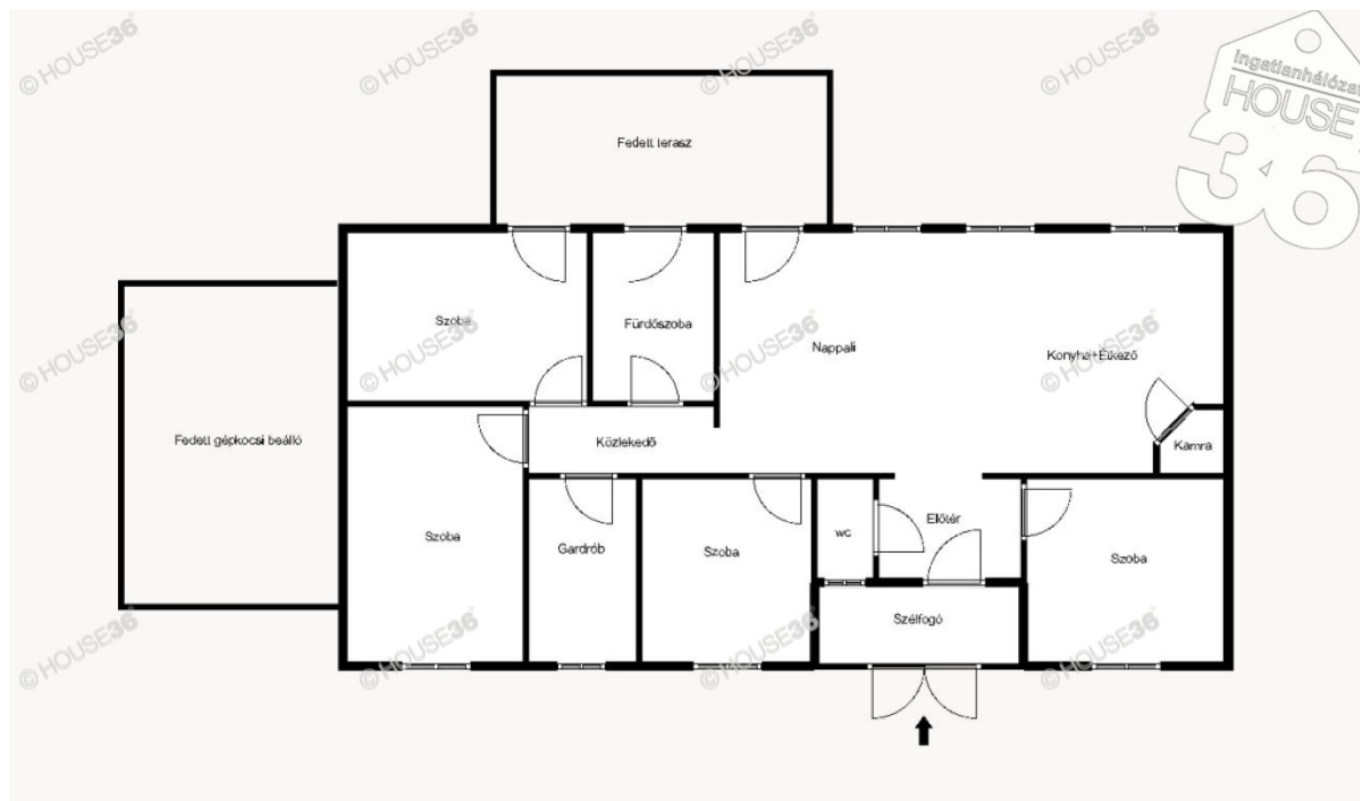 © HOUSE36®
© HOUSE36®
© HOUSE36®
© HOUSE36®
Ingatlanhálózat
HOUSE
36
Fedett terasz
Szoba
Fürdőszoba
Nappali
Konyha+Étkező
© HOUSE36®
© HOUSE36®
© HOUSE36®
© HOUSE36®
Fedett gépkocsi beálló
Közlekedő
Kamra
Szoba
Gardrób
Szoba
wc
Előtér
Szoba
Szélfogó
© HOUSE36®
© HOUSE36®
© HOUSE36®
© HOUSE36®